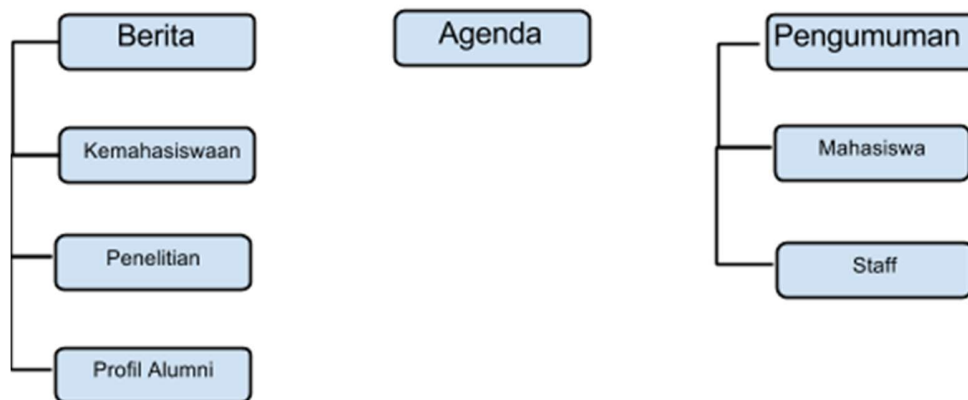 Berita
Agenda
Pengumuman
Kemahasiswaan
Mahasiswa
Penelitian
Staff
Profil Alumni